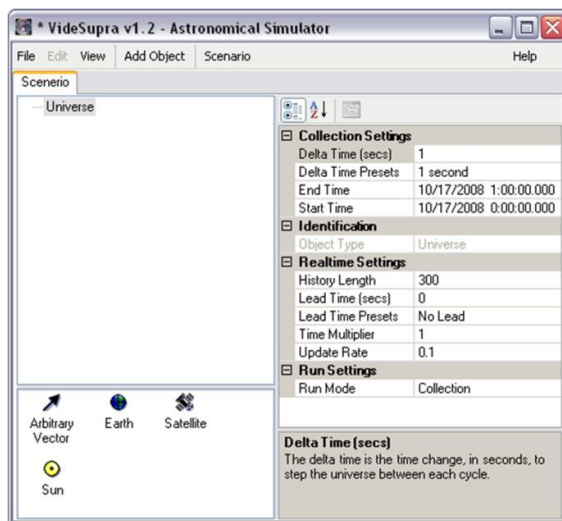 * VideSupra v1.2 - Astronomical Simulator
File Edit View Add Object Scenario Help
Scenerio
Universe
Collection Settings
Delta Time (secs) 1
Delta Time Presets 1 second
End Time 10/17/2008 1:00:00.000
Start Time 10/17/2008 0:00:00.000
Identification
Object Type Universe
Realtime Settings
History Length 300
Lead Time (secs) 0
Lead Time Presets No Lead
Time Multiplier 1
Update Rate 0.1
Run Settings
Run Mode Collection
Arbitrary Vector
Earth
Satellite
Sun
Delta Time (secs)
The delta time is the time change, in seconds, to
step the universe between each cycle.